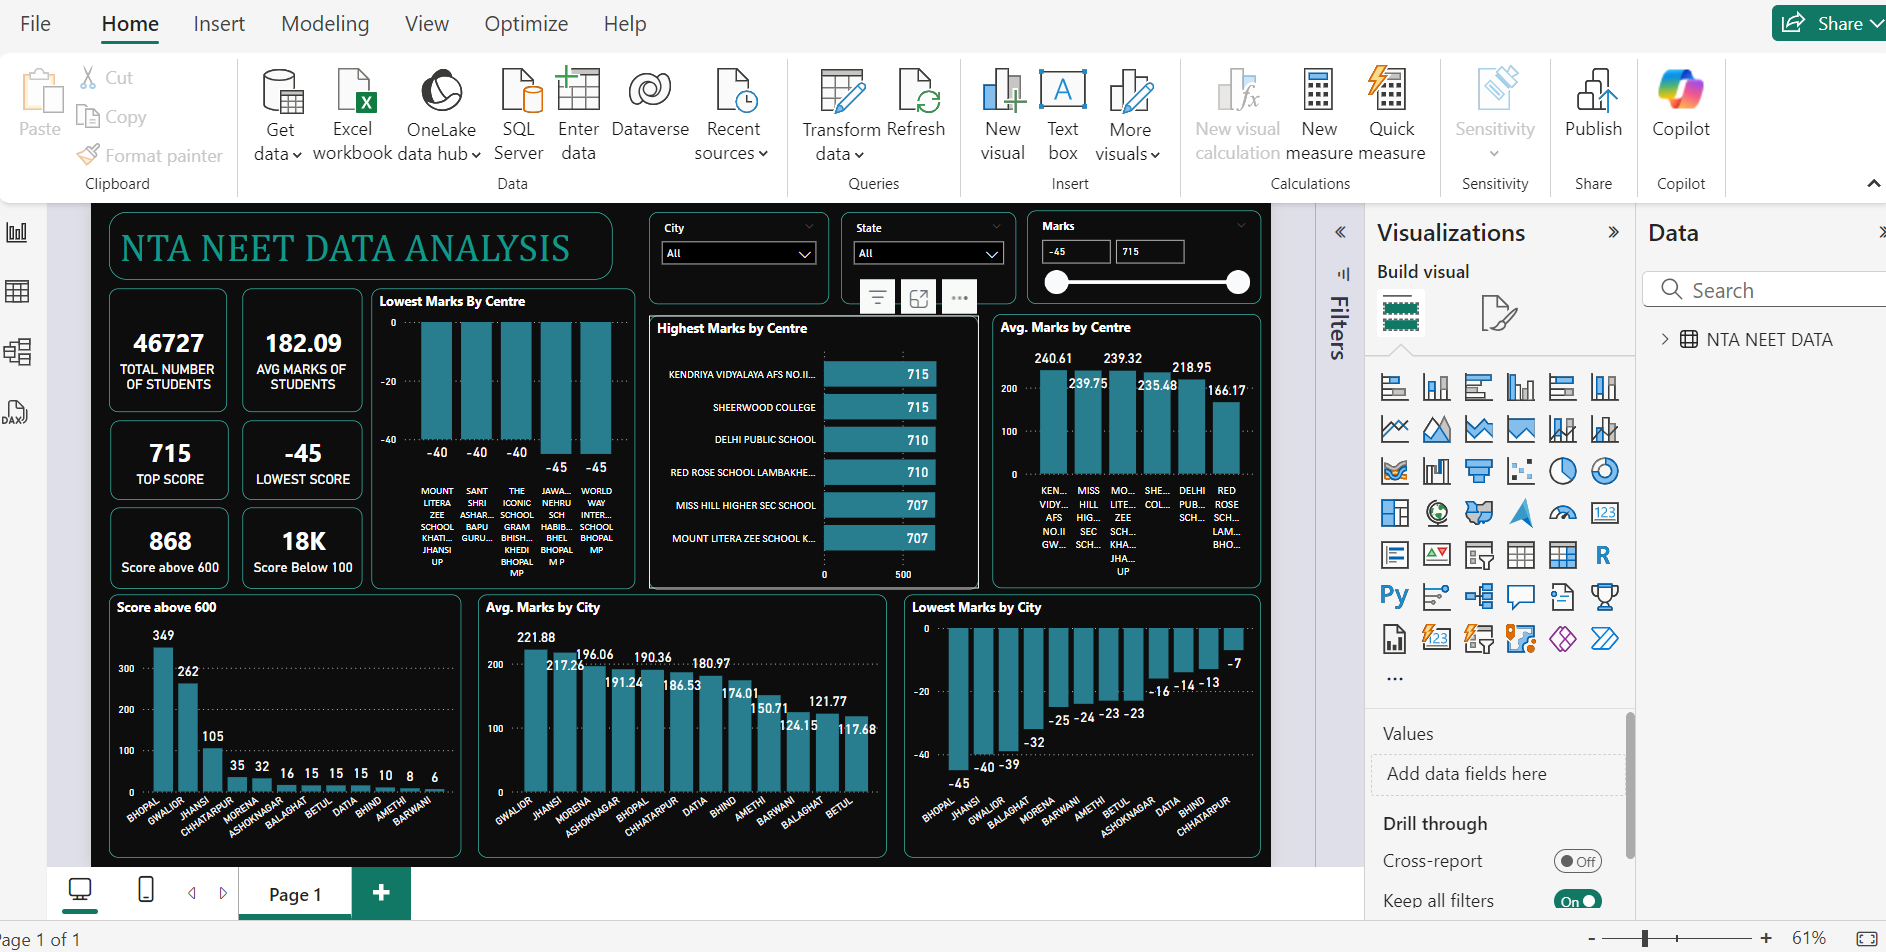 File Home Insert Modeling View Optimize Help
Share
Paste
Cut
Copy
Format painter
Clipboard
Get data
Excel workbook
OneLake data hub
SQL Server
Enter data
Dataverse
Recent sources
Data
Transform data
Refresh
Queries
New visual
Text box
More visuals
Insert
New visual calculation
New measure
Quick measure
Calculations
Sensitivity
Sensitivity
Publish
Share
Copilot
Copilot
DAX
NTA NEET DATA ANALYSIS
City
All
State
All
Marks
-45 715
46727
TOTAL NUMBER
OF STUDENTS
182.09
AVG MARKS OF
STUDENTS
715
TOP SCORE
-45
LOWEST SCORE
868
Score above 600
18K
Score Below 100
Lowest Marks By Centre
0
-20
-40
-40 -40 -40 -45 -45
MOUNT LITERA ZEE SCHOOL KHATI... JHANSI UP
SANT SHRI ASHAR... BAPU GURU...
THE ICONIC SCHOOL GRAM BHISH... KHEDI BHOPAL MP
JAWA... NEHRU SCH HABIB... BHEL BHOPAL M P
WORLD WAY INTER... SCHOOL BHOPAL MP
Highest Marks by Centre
KENDRIYA VIDYALAYA AFS NO.II... 715
SHERWOOD COLLEGE 715
DELHI PUBLIC SCHOOL 710
RED ROSE SCHOOL LAMBAKHE... 710
MISS HILL HIGHER SEC SCHOOL 707
MOUNT LITERA ZEE SCHOOL K... 707
0 500
Avg. Marks by Centre
240.61 239.75 239.32 235.48 218.95 166.17
200
100
0
KEN... VIDY... AFS NO.II GW...
MISS HILL HIG... SEC SCH...
MO... LITE... ZEE SCH... KHA... JHA... UP
SHE... COL...
DELHI PUB... SCH...
RED ROSE SCH... LAM... BHO...
Score above 600
349 262 105 35 32 16 15 15 15 10 8 6
300
200
100
0
BHOPAL GWALIOR JHANSI CHHATARPUR MORENA ASHOKNAGAR BALAGHAT BETUL DATIA BHIND AMETHI BARWANI
Avg. Marks by City
221.88 217.26 196.06 191.24 190.36 186.53 180.97 174.01 150.71 124.15 121.77 117.68
200
100
0
GWALIOR JHANSI MORENA ASHOKNAGAR BHOPAL CHHATARPUR DATIA BHIND AMETHI BARWANI BALAGHAT BETUL
Lowest Marks by City
0
-20
-40
-45 -40 -39 -32 -25 -24 -23 -23 -16 -14 -13 -7
BHOPAL JHANSI GWALIOR BALAGHAT MORENA BARWANI AMETHI BETUL ASHOKNAGAR DATIA BHIND CHHATARPUR
Filters
Visualizations
Build visual
123
R
Py
123
...
Values
Add data fields here
Drill through
Cross-report
Off
Keep all filters
On
Data
Search
NTA NEET DATA
Page 1
+
age 1 of 1
- + 61%